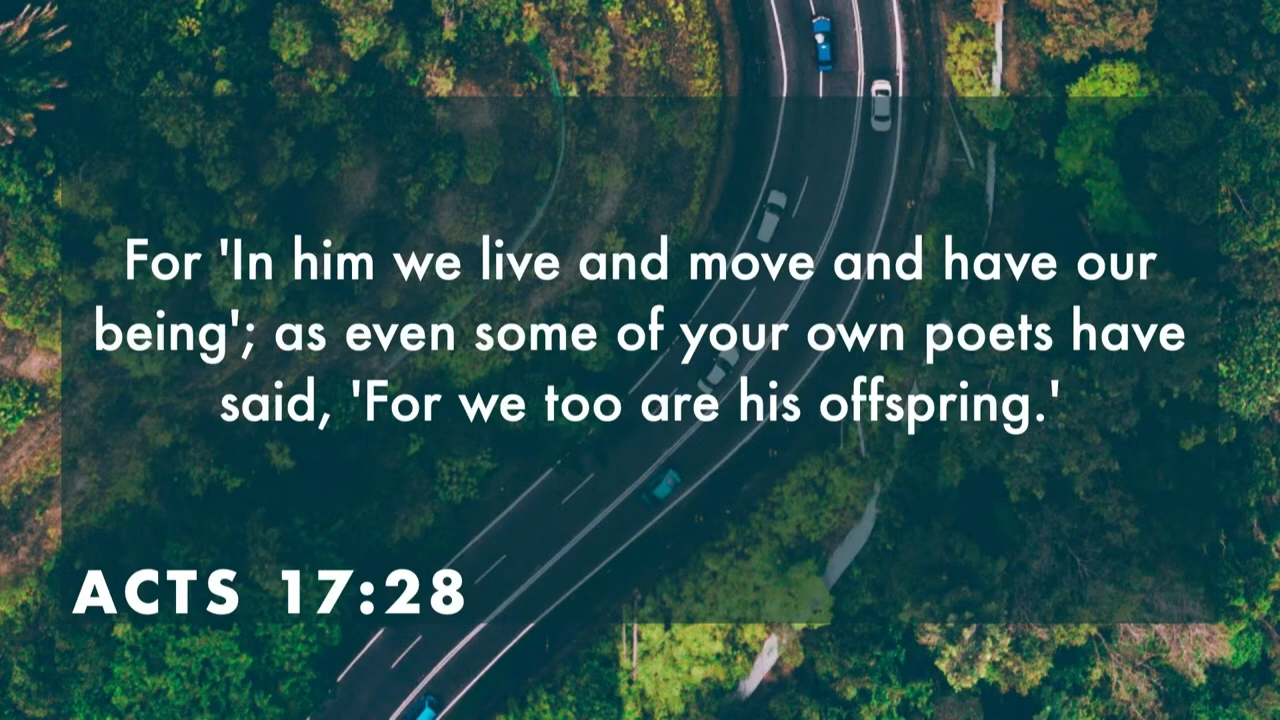 For 'In him we live and move and have our
being'; as even some of your own poets have
said, 'For we too are his offspring.'
ACTS 17:28